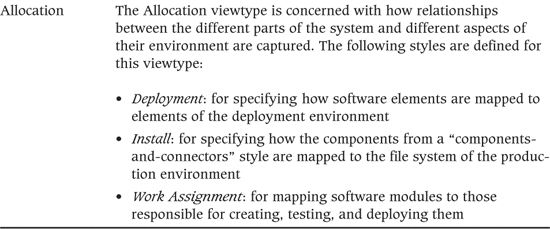 Allocation The Allocation viewtype is concerned with how relationships
between the different parts of the system and different aspects of
their environment are captured. The following styles are defined for
this viewtype:
• Deployment: for specifying how software elements are mapped to
elements of the deployment environment
• Install: for specifying how the components from a “components-
and-connectors” style are mapped to the file system of the produc-
tion environment
• Work Assignment: for mapping software modules to those
responsible for creating, testing, and deploying them